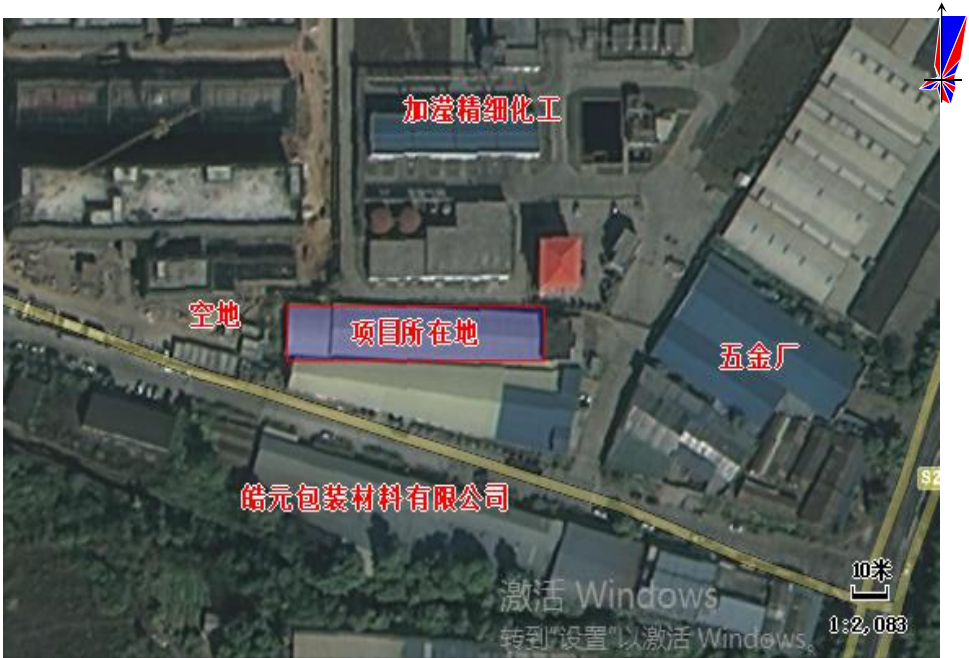 加滢精细化工
空地
项目所在地
五金厂
S2
皓元包装材料有限公司
10米
激活 Windows
1:2,083
转到"设置"以激活 Windows。